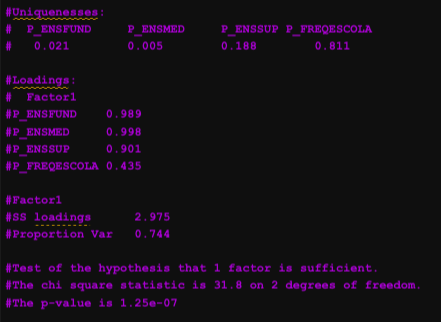 #Uniquenesses:
# P_ENSFUND P_ENSMED P_ENSSUP P_FREQESCOLA
# 0.021 0.005 0.188 0.811
#Loadings:
# Factor1
#P_ENSFUND 0.989
#P_ENSMED 0.998
#P_ENSSUP 0.901
#P_FREQESCOLA 0.435
#Factor1
#SS loadings 2.975
#Proportion Var 0.744
#Test of the hypothesis that 1 factor is sufficient.
#The chi square statistic is 31.8 on 2 degrees of freedom.
#The p-value is 1.25e-07